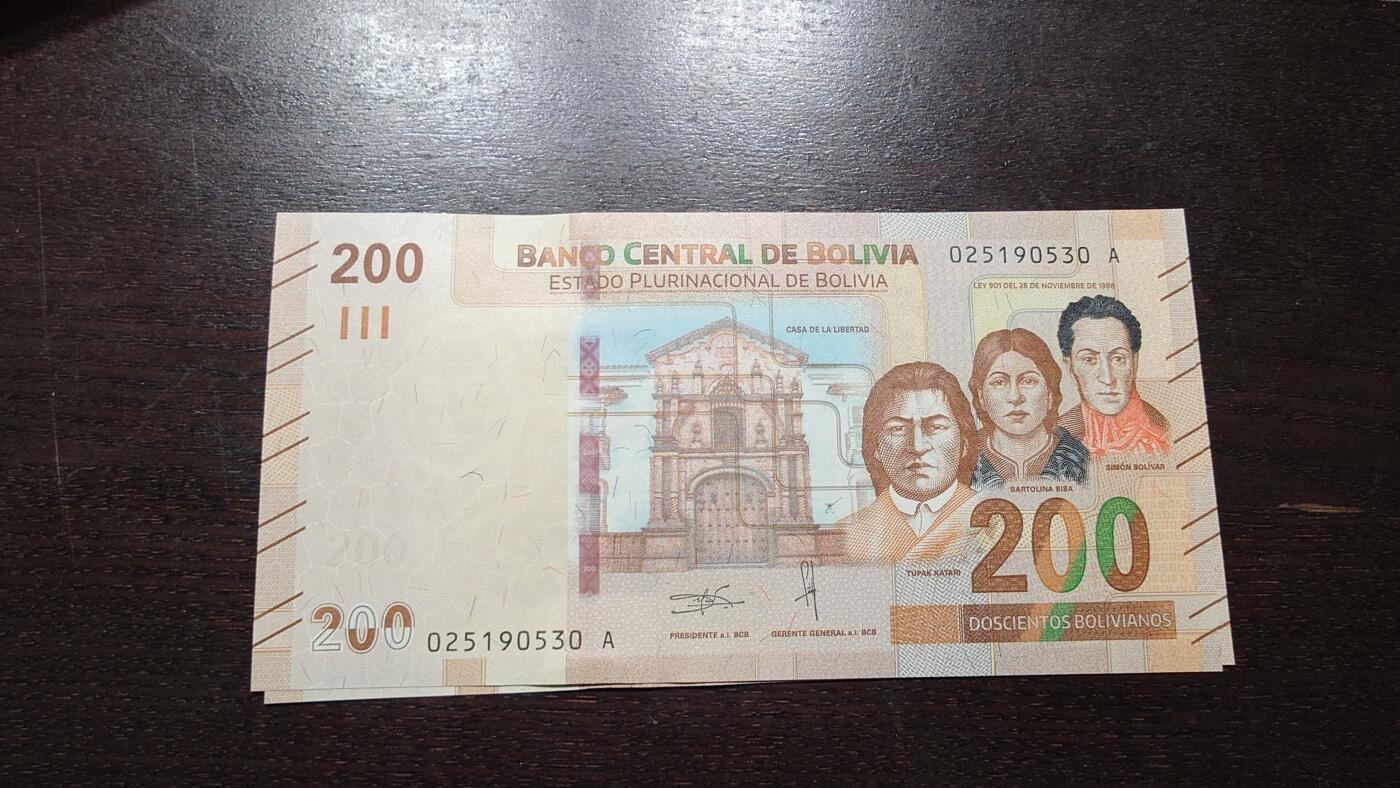 200
BANCO CENTRAL DE BOLIVIA
025190530 A
ESTADO PLURINACIONAL DE BOLIVIA
LEY 901 DEL 28 DE NOVIEMBRE DE 1986
III
CASA DE LA LIBERTAD
SIMÓN BOLÍVAR
BARTOLINA SISA
200
TUPAK KATARI
200
DOSCIENTOS BOLIVIANOS
200
025190530 A
PRESIDENTE a.i. BCB
GERENTE GENERAL a.i. BCB